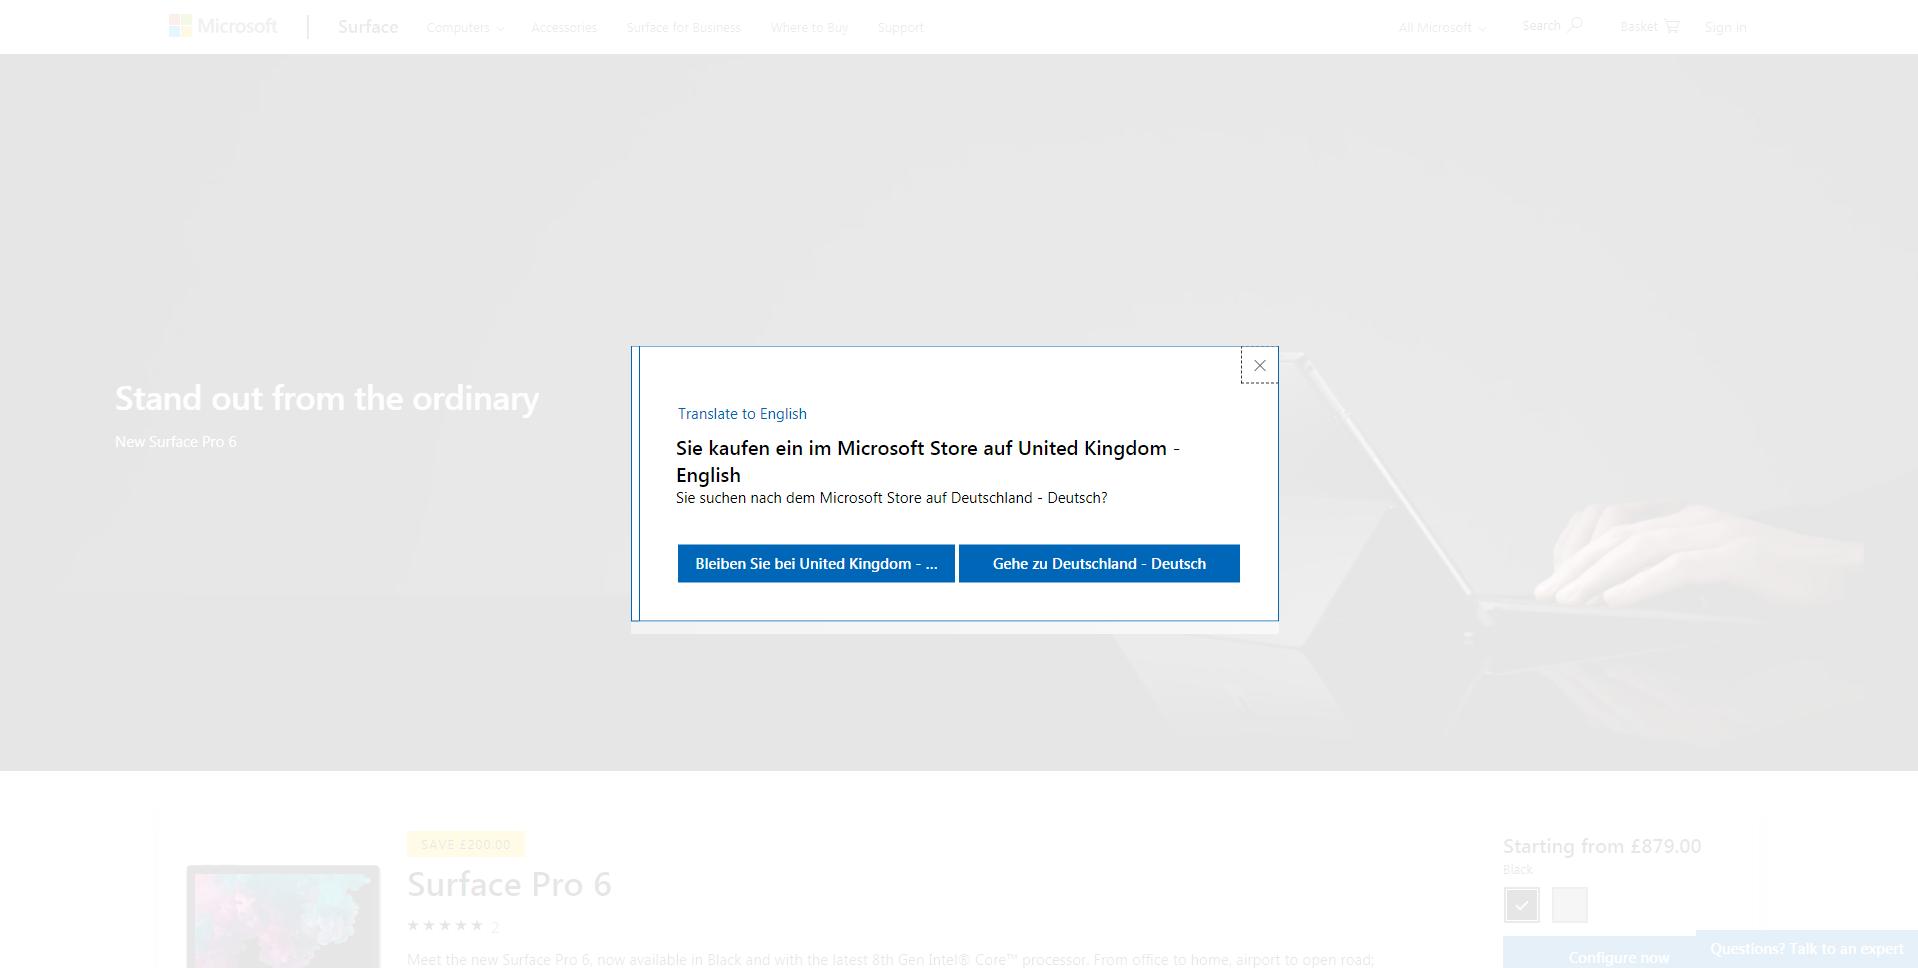 Microsoft
Surface
Computers
Accessories
Surface for Business
Where to Buy
Support
All Microsoft
Search
Basket
Sign in
Stand out from the ordinary
New Surface Pro 6
Translate to English
Sie kaufen ein im Microsoft Store auf United Kingdom -
English
Sie suchen nach dem Microsoft Store auf Deutschland - Deutsch?
Bleiben Sie bei United Kingdom - ...
Gehe zu Deutschland - Deutsch
SAVE £200.00
Surface Pro 6
★★★★★ 2
Meet the new Surface Pro 6, now available in Black and with the latest 8th Gen Intel® Core™ processor. From office to home, airport to open road;
Starting from £879.00
Black
Configure now
Questions? Talk to an expert